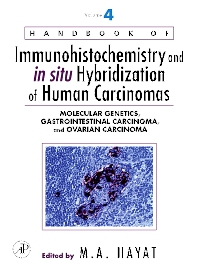 Volume 4
HANDBOOK OF
Immunohistochemistry and
in situ Hybridization
of Human Carcinomas
MOLECULAR GENETICS,
GASTROINTESTINAL CARCINOMA,
and OVARIAN CARCINOMA
Edited by M.A. HAYAT